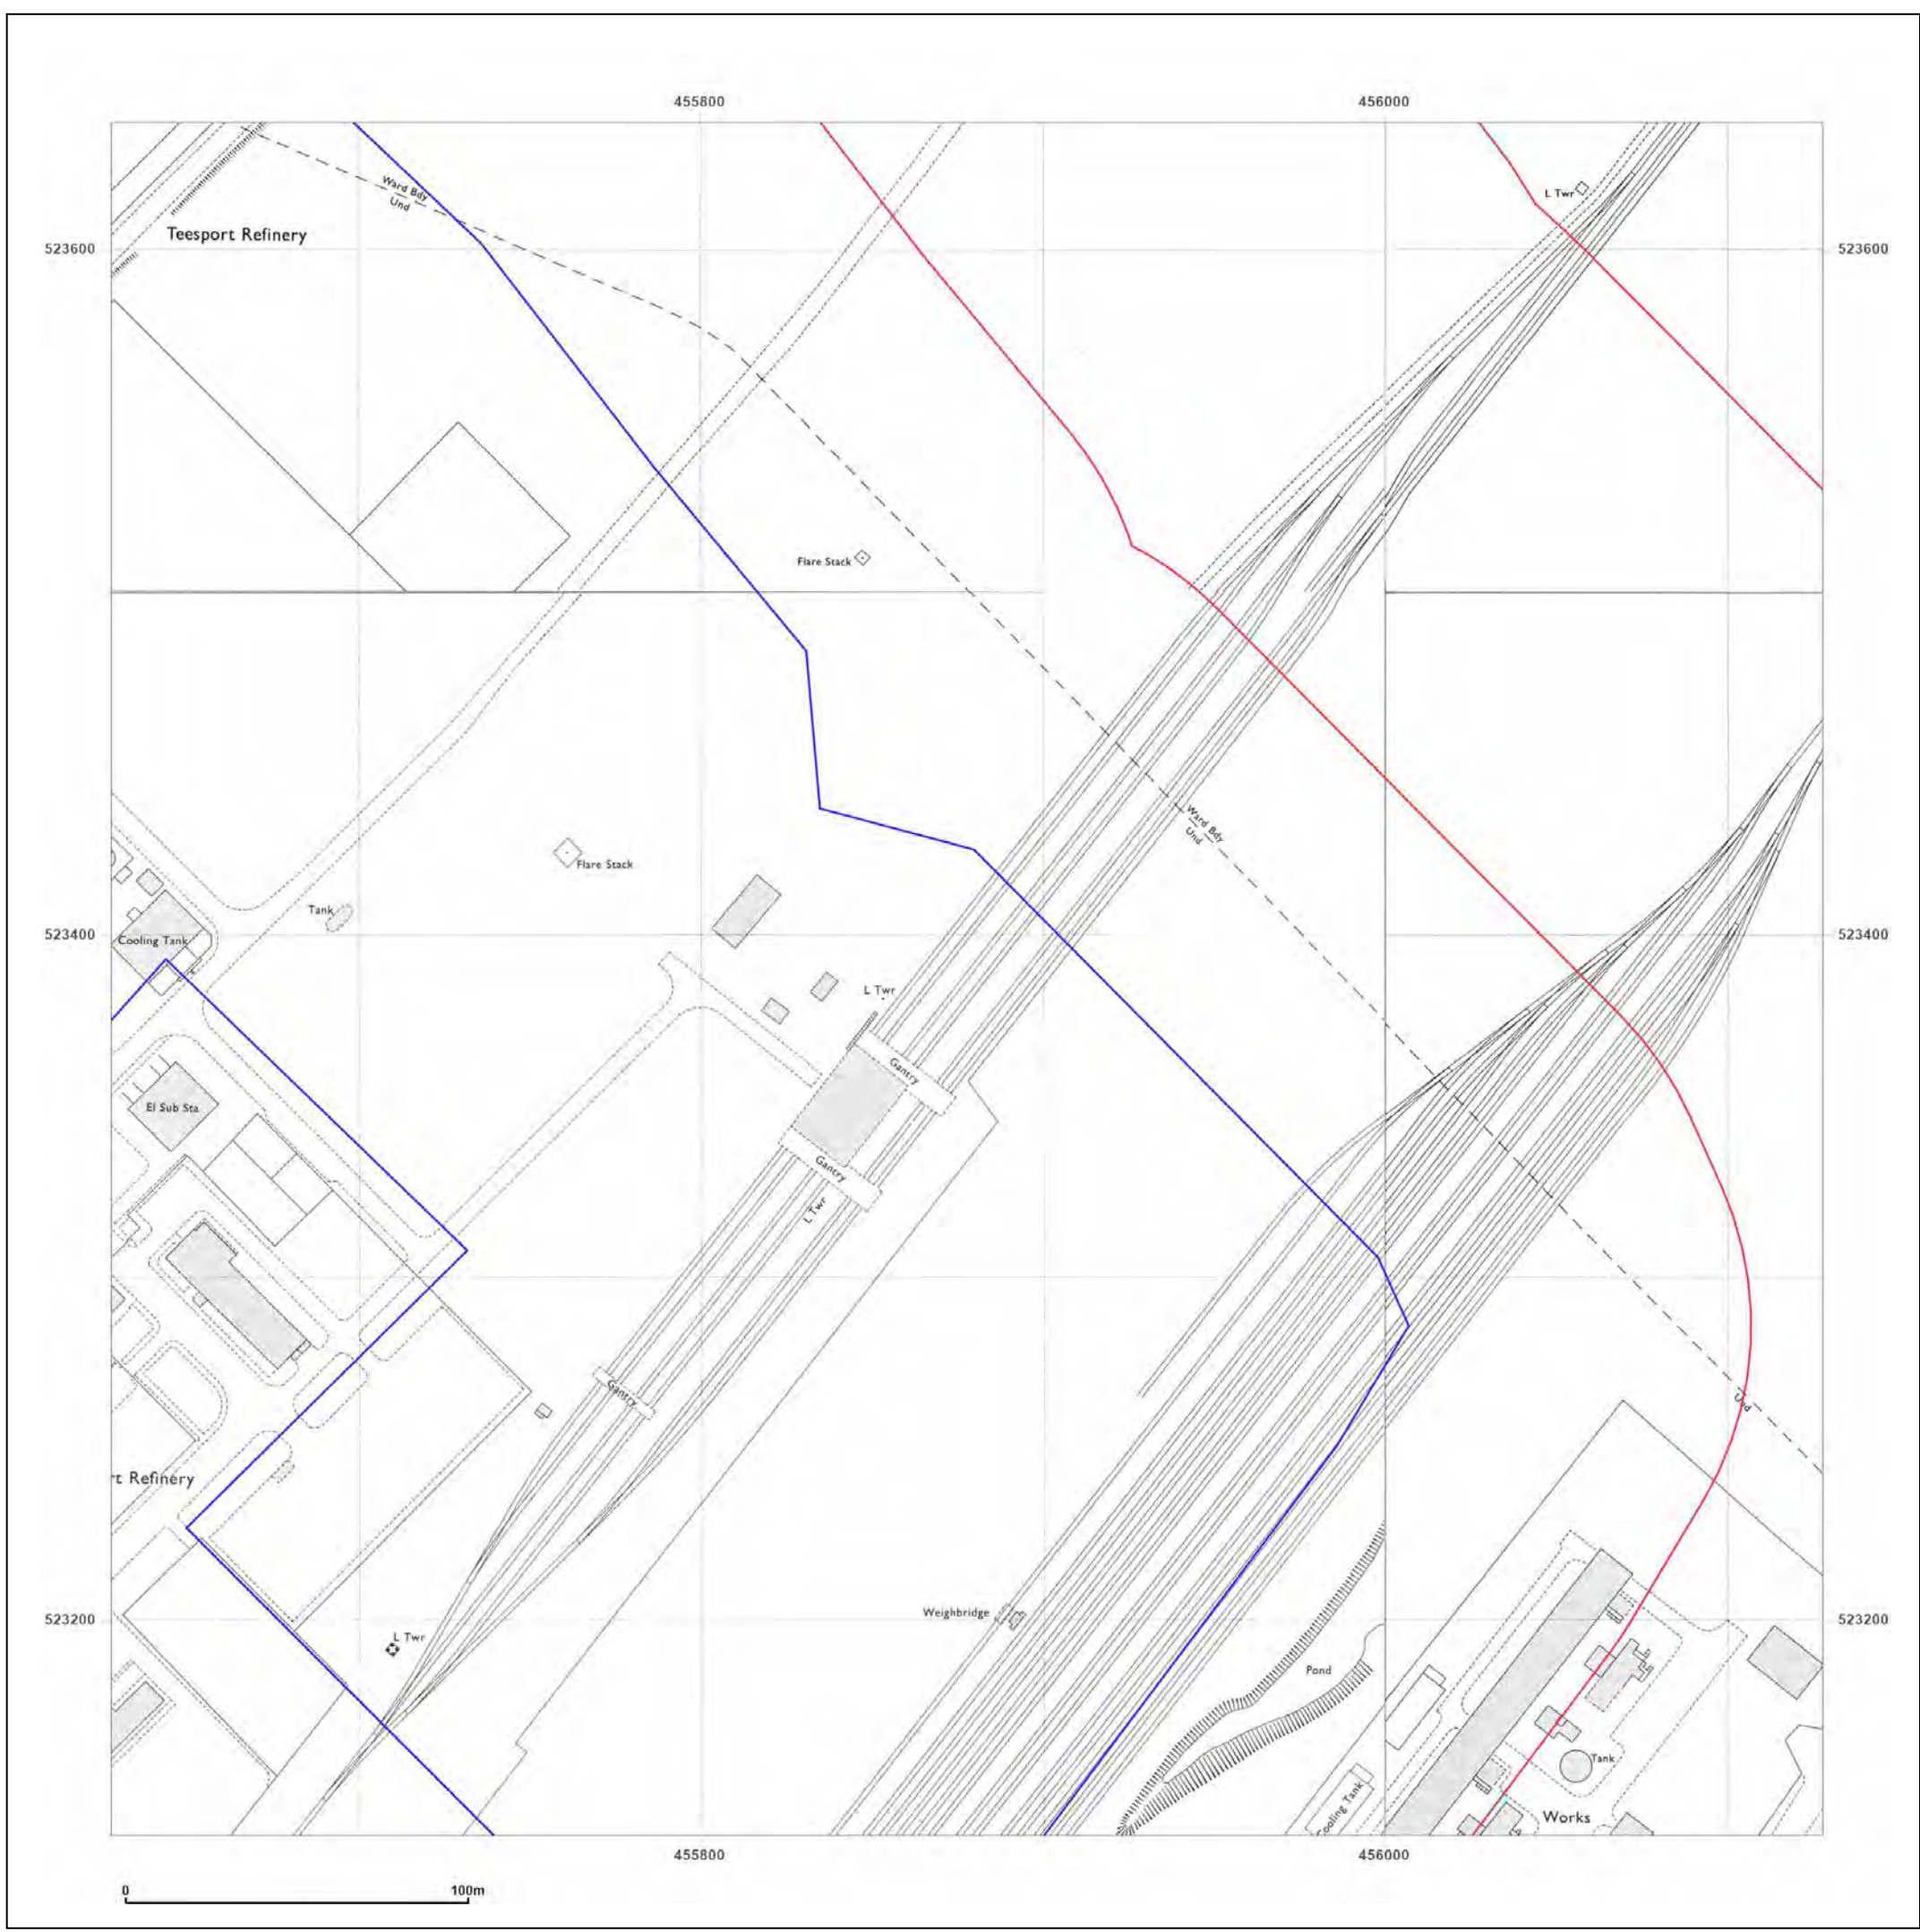 455800
456000
L Twr
Ward Bdy
Und
Teesport Refinery
523600
523600
Flare Stack
Ward Bdy
Und
Flare Stack
Tank
523400
Cooling Tank
523400
L Twr
Gantry
El Sub Sta
Gantry
L Twr
Gantry
Und
rt Refinery
Weighbridge
523200
523200
L Twr
Pond
Tank
Cooling Tank
Works
455800
456000
0
100m